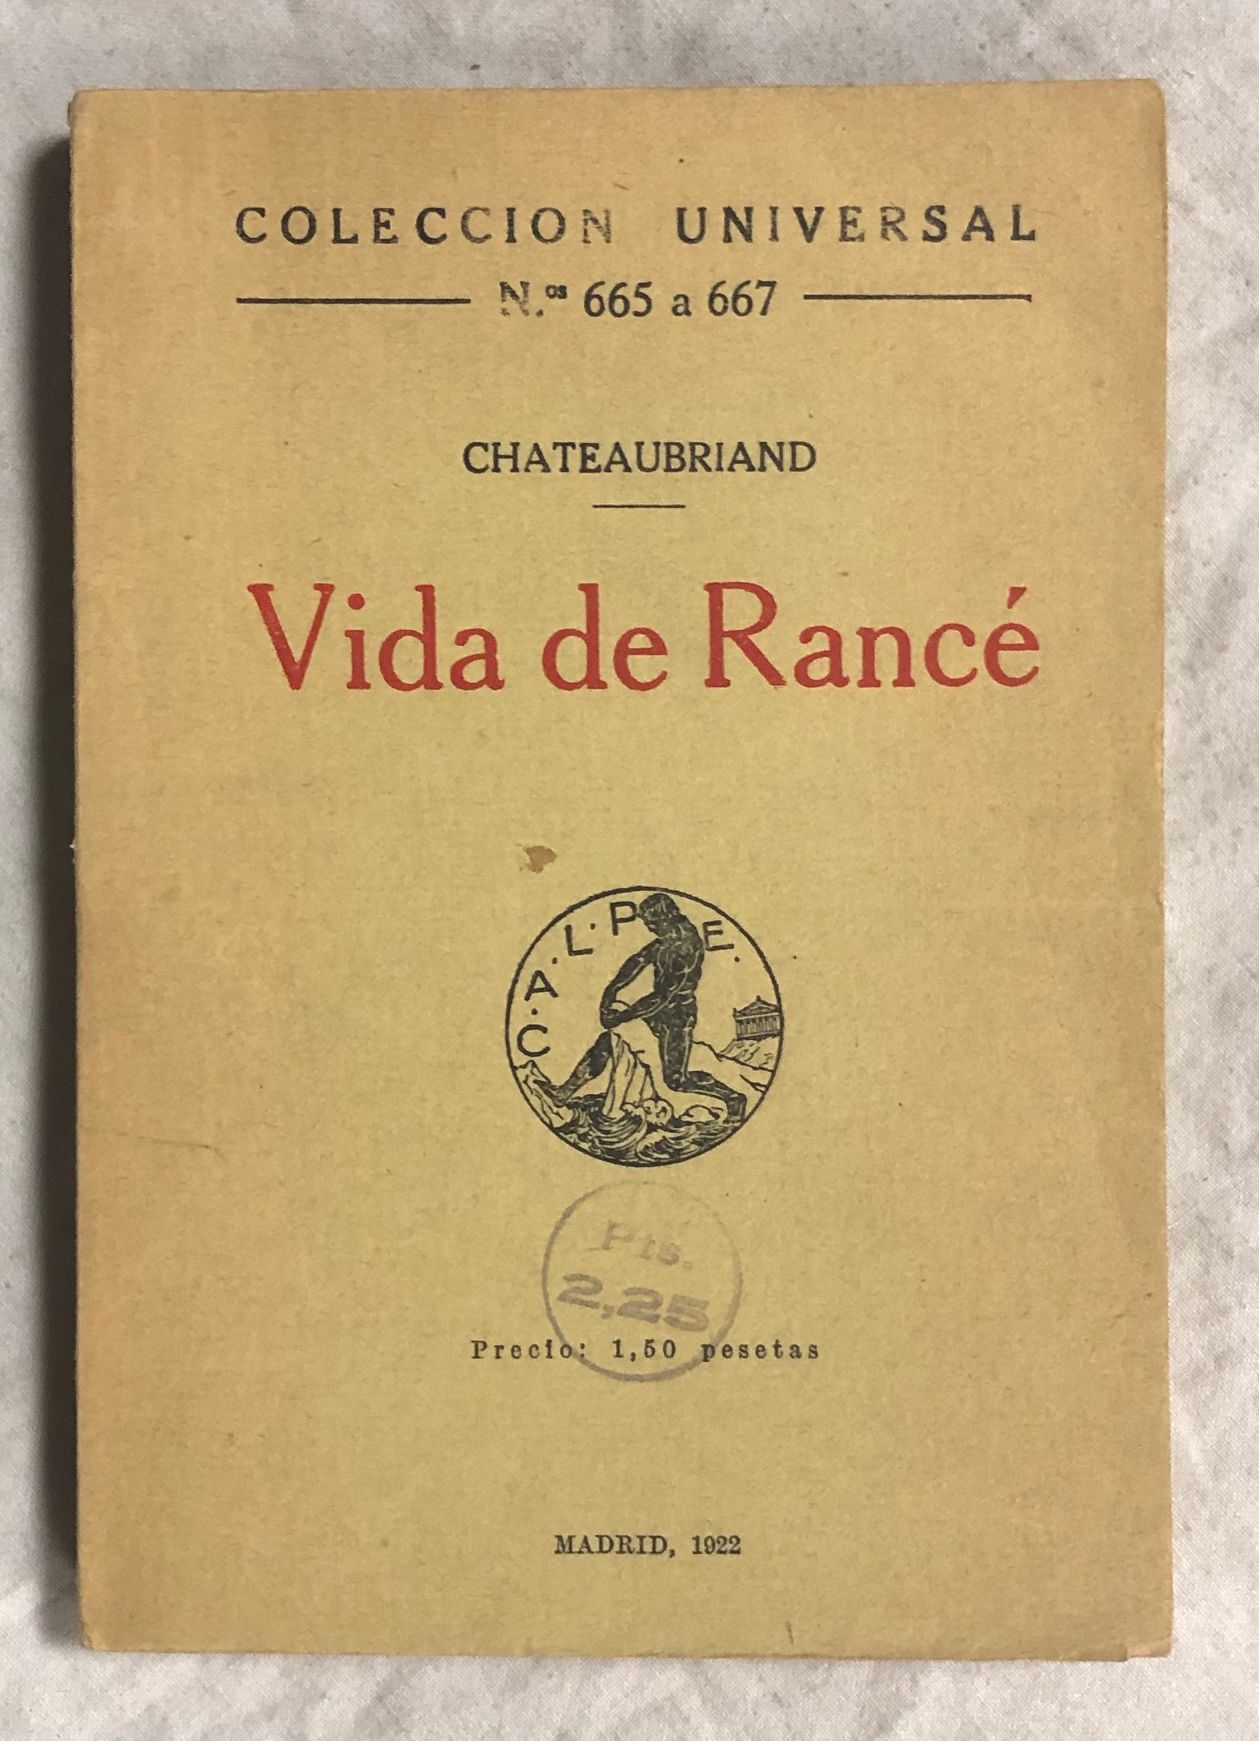 COLECCION UNIVERSAL
N.os 665 a 667
CHATEAUBRIAND
Vida de Rancé
C.A.L.P.E.
Pts.
2,25
Precio: 1,50 pesetas
MADRID, 1922